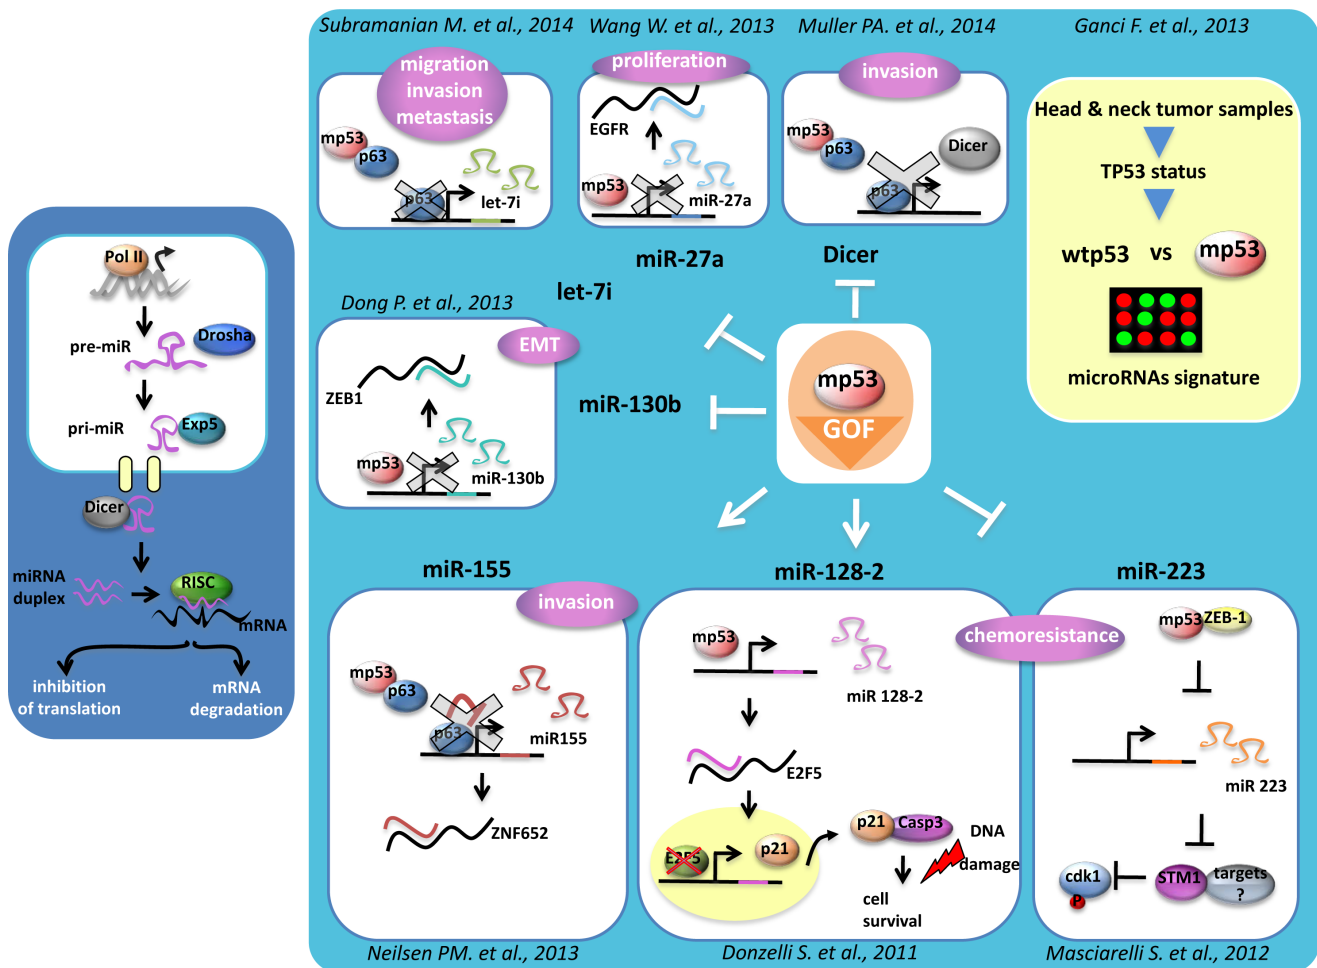 Subramanian M. et al., 2014
Wang W. et al., 2013
Muller PA. et al., 2014
Ganci F. et al., 2013
migration
invasion
metastasis
mp53
p63
p63
let-7i
proliferation
EGFR
mp53
miR-27a
invasion
mp53
p63
Dicer
p63
Head & neck tumor samples
TP53 status
wtp53 vs mp53
microRNAs signature
Pol II
pre-miR
Drosha
pri-miR
Exp5
Dicer
miRNA
duplex
RISC
mRNA
inhibition
of translation
mRNA
degradation
miR-27a
Dicer
let-7i
miR-130b
mp53
GOF
Dong P. et al., 2013
EMT
ZEB1
mp53
miR-130b
miR-155
miR-128-2
miR-223
invasion
mp53
p63
p63
miR155
ZNF652
mp53
miR 128-2
E2F5
E2F5
p21
p21
Casp3
DNA
damage
cell
survival
chemoresistance
mp53
ZEB-1
miR 223
cdk1
P
STM1
targets
?
Neilsen PM. et al., 2013
Donzelli S. et al., 2011
Masciarelli S. et al., 2012